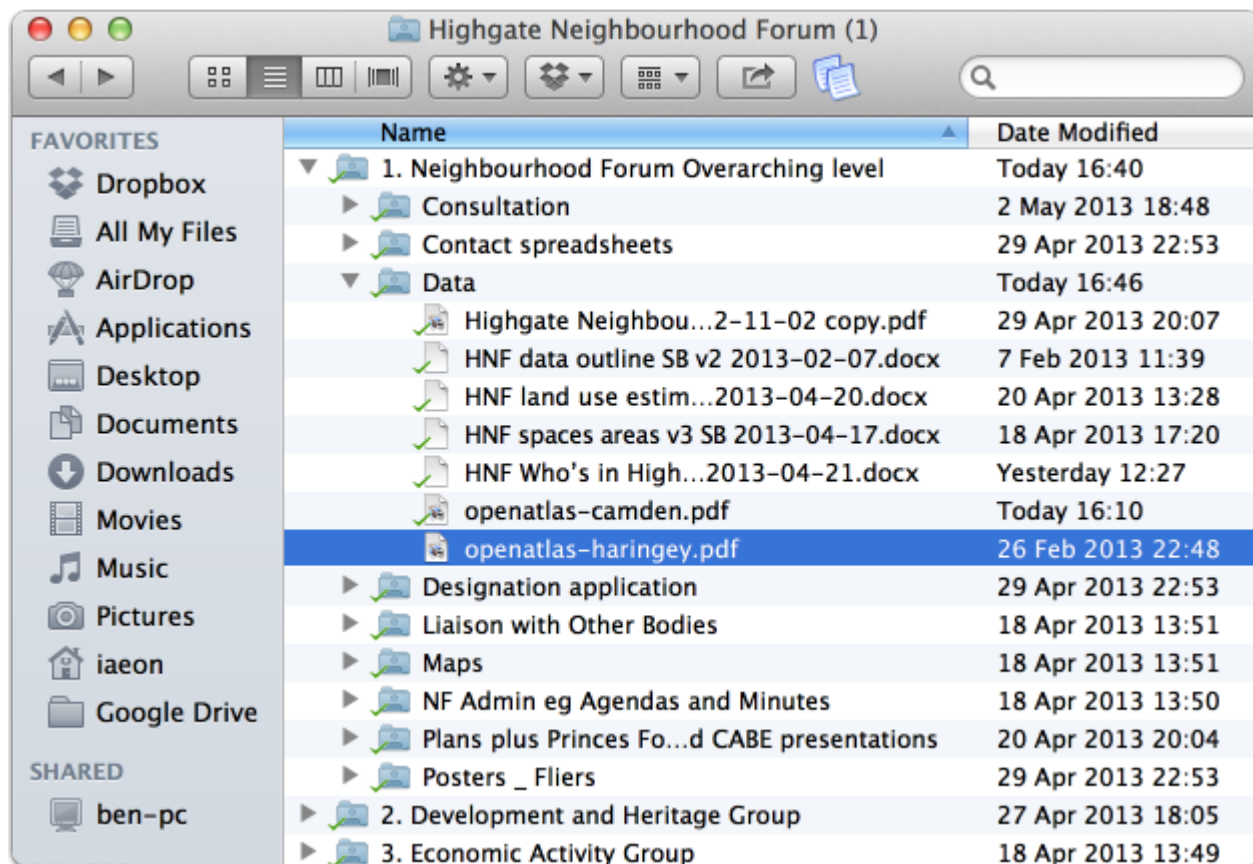 Highgate Neighbourhood Forum (1)
FAVORITES
Dropbox
All My Files
AirDrop
Applications
Desktop
Documents
Downloads
Movies
Music
Pictures
iaeon
Google Drive
SHARED
ben-pc
Name Date Modified
1. Neighbourhood Forum Overarching level Today 16:40
Consultation 2 May 2013 18:48
Contact spreadsheets 29 Apr 2013 22:53
Data Today 16:46
Highgate Neighbou...2-11-02 copy.pdf 29 Apr 2013 20:07
HNF data outline SB v2 2013-02-07.docx 7 Feb 2013 11:39
HNF land use estim...2013-04-20.docx 20 Apr 2013 13:28
HNF spaces areas v3 SB 2013-04-17.docx 18 Apr 2013 17:20
HNF Who's in High...2013-04-21.docx Yesterday 12:27
openatlas-camden.pdf Today 16:10
openatlas-haringey.pdf 26 Feb 2013 22:48
Designation application 29 Apr 2013 22:53
Liaison with Other Bodies 18 Apr 2013 13:51
Maps 18 Apr 2013 13:51
NF Admin eg Agendas and Minutes 18 Apr 2013 13:50
Plans plus Princes Fo...d CABE presentations 20 Apr 2013 20:04
Posters _ Fliers 29 Apr 2013 22:53
2. Development and Heritage Group 27 Apr 2013 18:05
3. Economic Activity Group 18 Apr 2013 13:49